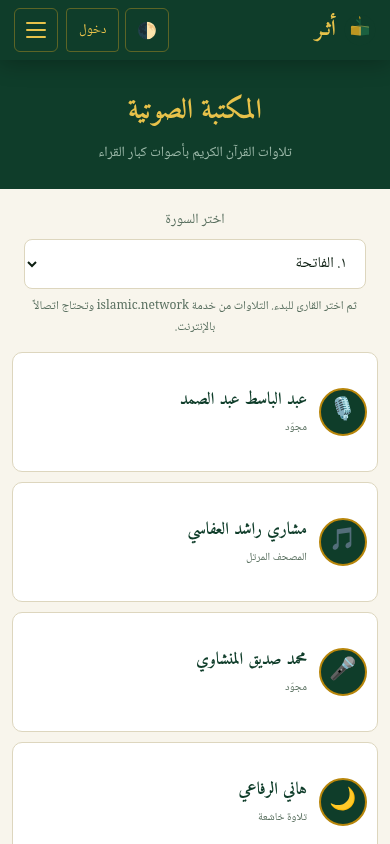 أثر
دخول
المكتبة الصوتية
تلاوات القرآن الكريم بأصوات كبار القراء
اختر السورة
١. الفاتحة
ثم اختر القارئ للبدء. التلاوات من خدمة islamic.network وتحتاج اتصالاً
بالإنترنت.
عبد الباسط عبد الصمد
مجوّد
مشاري راشد العفاسي
المصحف المرتل
محمد صديق المنشاوي
مجوّد
هاني الرفاعي
تلاوة خاشعة